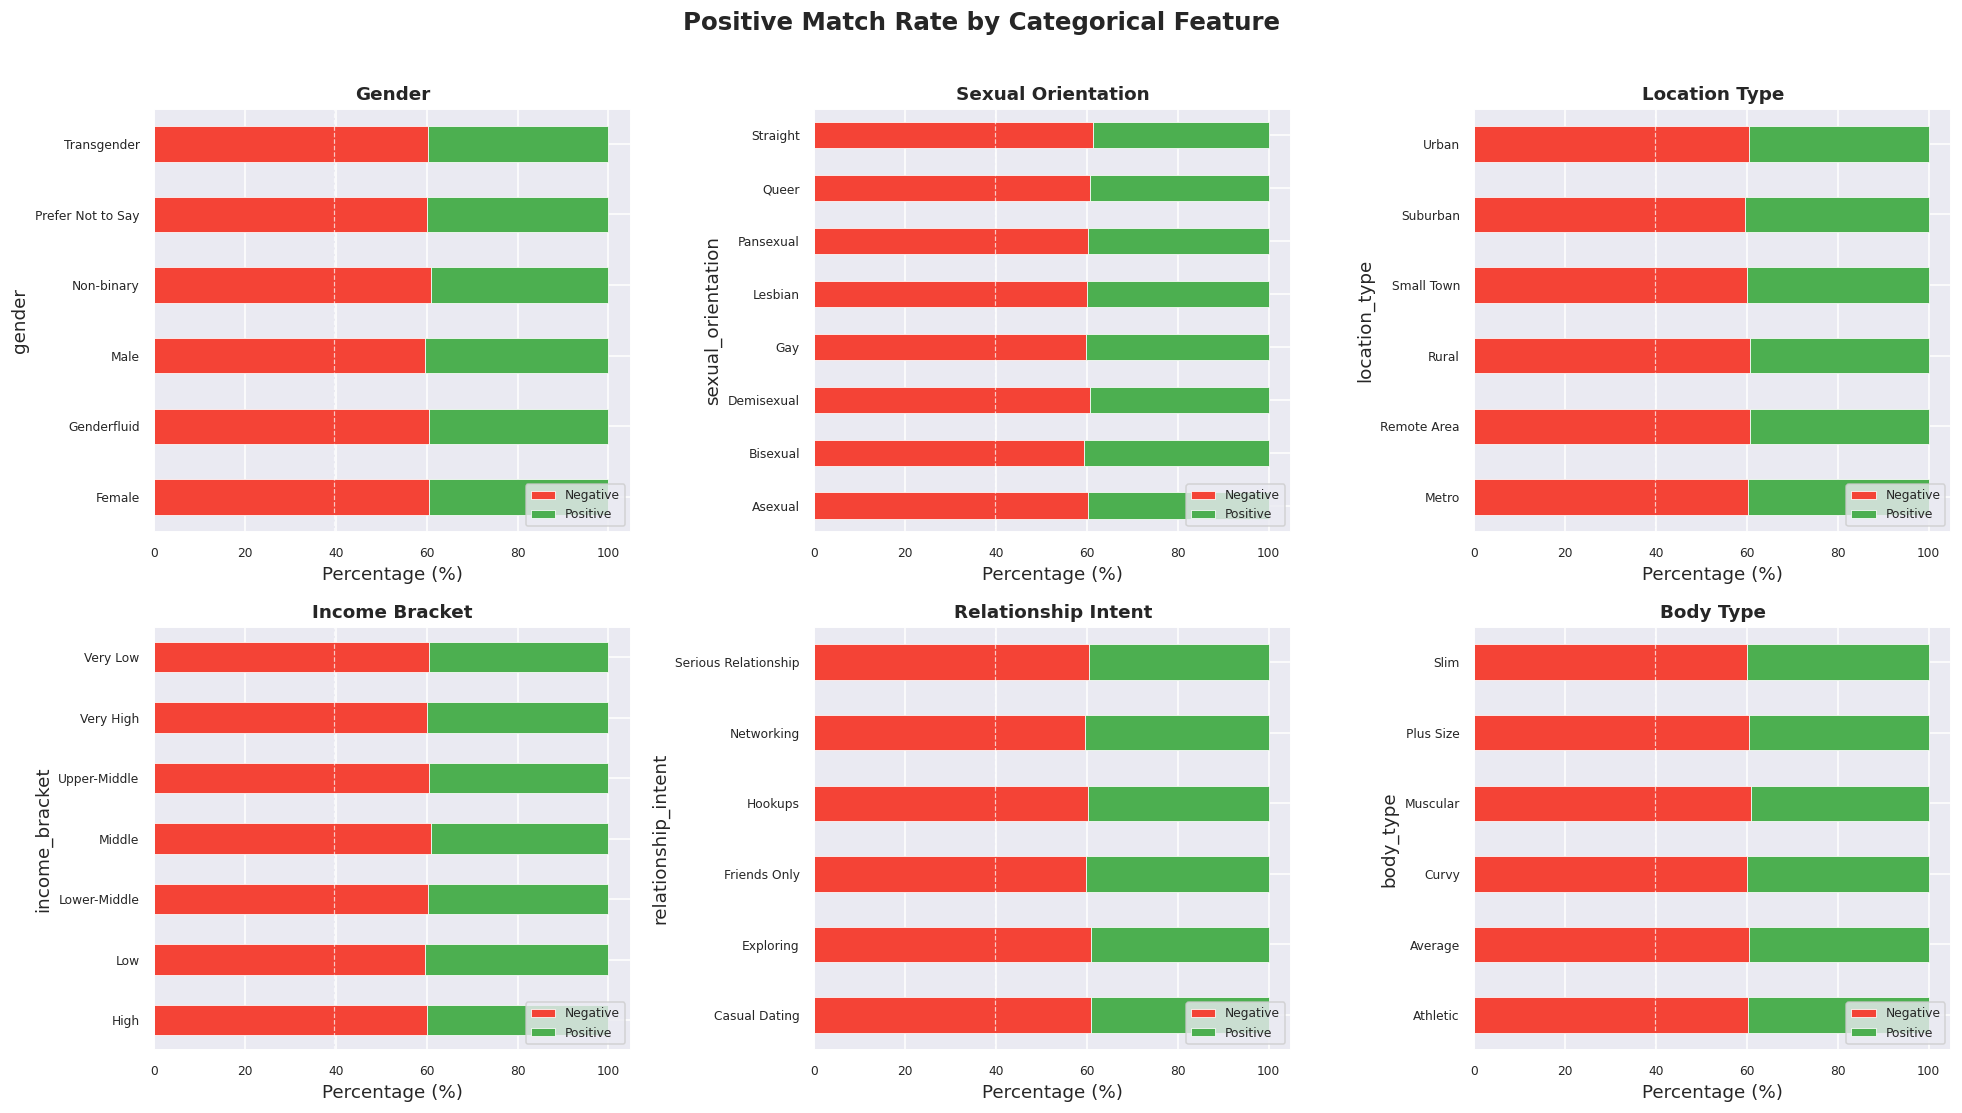 Positive Match Rate by Categorical Feature
Gender
gender
Transgender
Prefer Not to Say
Non-binary
Male
Genderfluid
Female
Negative
Positive
0 20 40 60 80 100
Percentage (%)
Sexual Orientation
sexual_orientation
Straight
Queer
Pansexual
Lesbian
Gay
Demisexual
Bisexual
Asexual
Negative
Positive
0 20 40 60 80 100
Percentage (%)
Location Type
location_type
Urban
Suburban
Small Town
Rural
Remote Area
Metro
Negative
Positive
0 20 40 60 80 100
Percentage (%)
Income Bracket
income_bracket
Very Low
Very High
Upper-Middle
Middle
Lower-Middle
Low
High
Negative
Positive
0 20 40 60 80 100
Percentage (%)
Relationship Intent
relationship_intent
Serious Relationship
Networking
Hookups
Friends Only
Exploring
Casual Dating
Negative
Positive
0 20 40 60 80 100
Percentage (%)
Body Type
body_type
Slim
Plus Size
Muscular
Curvy
Average
Athletic
Negative
Positive
0 20 40 60 80 100
Percentage (%)